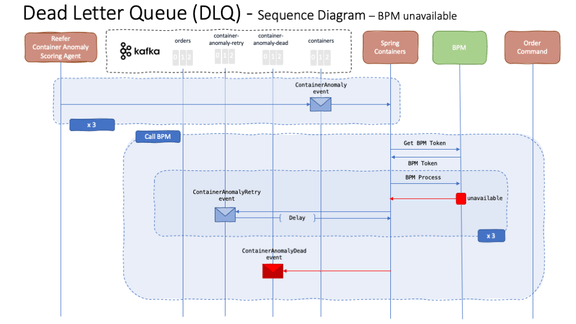 Dead Letter Queue (DLQ) - Sequence Diagram – BPM unavailable
Reefer
Container Anomaly
Scoring Agent
kafka
orders
container-
anomaly-retry
container-
anomaly-dead
containers
Spring
Containers
BPM
Order
Command
ContainerAnomaly
event
x 3
Call BPM
Get BPM Token
BPM Token
BPM Process
unavailable
ContainerAnomalyRetry
event
Delay
x 3
ContainerAnomalyDead
event